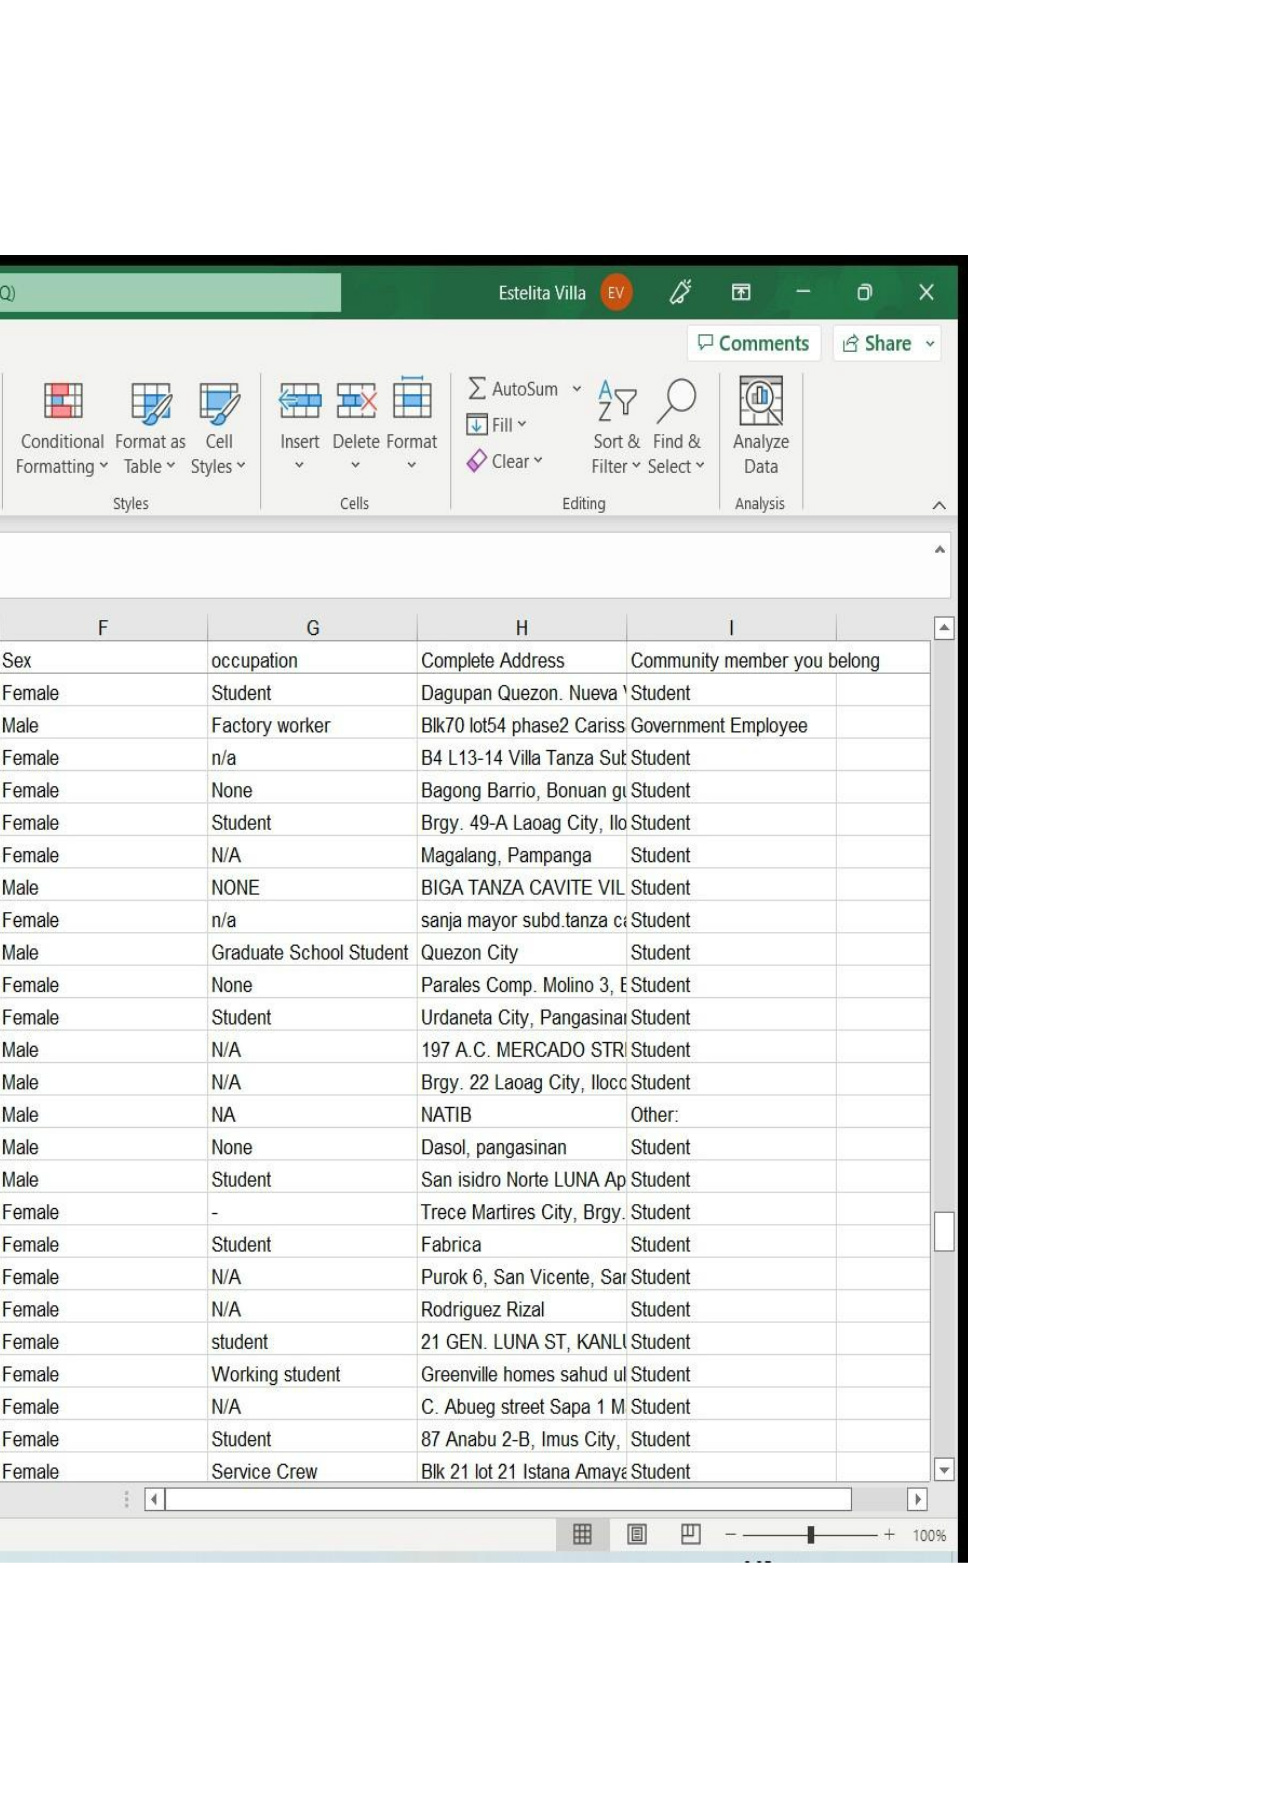 Q)
Estelita Villa EV
Comments Share
Conditional Format as Cell Insert Delete Format AutoSum Sort & Find & Analyze
Formatting Table Styles Fill Filter Select Data
Clear
Styles Cells Editing Analysis
F G H I
Sex occupation Complete Address Community member you belong
Female Student Dagupan Quezon. Nueva Student
Male Factory worker Blk70 lot54 phase2 Cariss Government Employee
Female n/a B4 L13-14 Villa Tanza Sub Student
Female None Bagong Barrio, Bonuan gu Student
Female Student Brgy. 49-A Laoag City, Ilo Student
Female N/A Magalang, Pampanga Student
Male NONE BIGA TANZA CAVITE VIL Student
Female n/a sanja mayor subd.tanza ca Student
Male Graduate School Student Quezon City Student
Female None Parales Comp. Molino 3, Student
Female Student Urdaneta City, Pangasinan Student
Male N/A 197 A.C. MERCADO STR Student
Male N/A Brgy. 22 Laoag City, Iloco Student
Male NA NATIB Other:
Male None Dasol, pangasinan Student
Male Student San isidro Norte LUNA Ap Student
Female - Trece Martires City, Brgy. Student
Female Student Fabrica Student
Female N/A Purok 6, San Vicente, San Student
Female N/A Rodriguez Rizal Student
Female student 21 GEN. LUNA ST, KANLU Student
Female Working student Greenville homes sahud ul Student
Female N/A C. Abueg street Sapa 1 M Student
Female Student 87 Anabu 2-B, Imus City, Student
Female Service Crew Blk 21 lot 21 Istana Amaya Student
100%